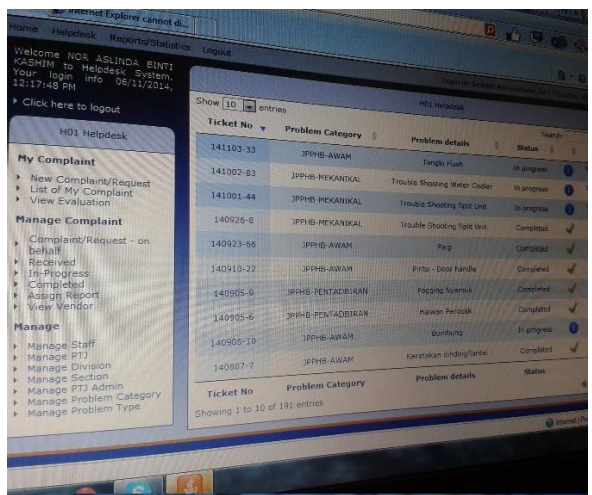 Internet Explorer cannot di...
Home Helpdesk Reports/Statistics Logout
Welcome NOR ASLINDA BINTI
KASHIM to Helpdesk System.
Your login info 06/11/2014,
12:17:48 PM
Click here to logout
H01 Helpdesk
My Complaint
New Complaint/Request
List of My Complaint
View Evaluation
Manage Complaint
Complaint/Request - on
behalf
Received
In-Progress
Completed
Assign Report
View Vendor
Manage
Manage Staff
Manage PTJ
Manage Division
Manage Section
Manage PTJ Admin
Manage Problem Category
Manage Problem Type
H01 Helpdesk
Show 10 entries
Search:
Ticket No Problem Category Problem details Status
141103-33 JPPHB-AWAM Tangki Flush In progress
141002-83 JPPHB-MEKANIKAL Trouble Shooting Water Cooler In progress
141001-44 JPPHB-MEKANIKAL Trouble Shooting Split Unit In progress
140926-8 JPPHB-MEKANIKAL Trouble Shooting Split Unit Completed
140923-66 JPPHB-AWAM Paip Completed
140910-22 JPPHB-AWAM Pintu - Door handle Completed
140905-9 JPPHB-PENTADBIRAN Fogging Nyamuk Completed
140905-6 JPPHB-PENTADBIRAN Haiwan Perosak Completed
140905-10 JPPHB-AWAM Bumbung In progress
140807-7 JPPHB-AWAM Keretakan dinding/lantai Completed
Ticket No Problem Category Problem details Status
Showing 1 to 10 of 191 entries
Internet | Pro